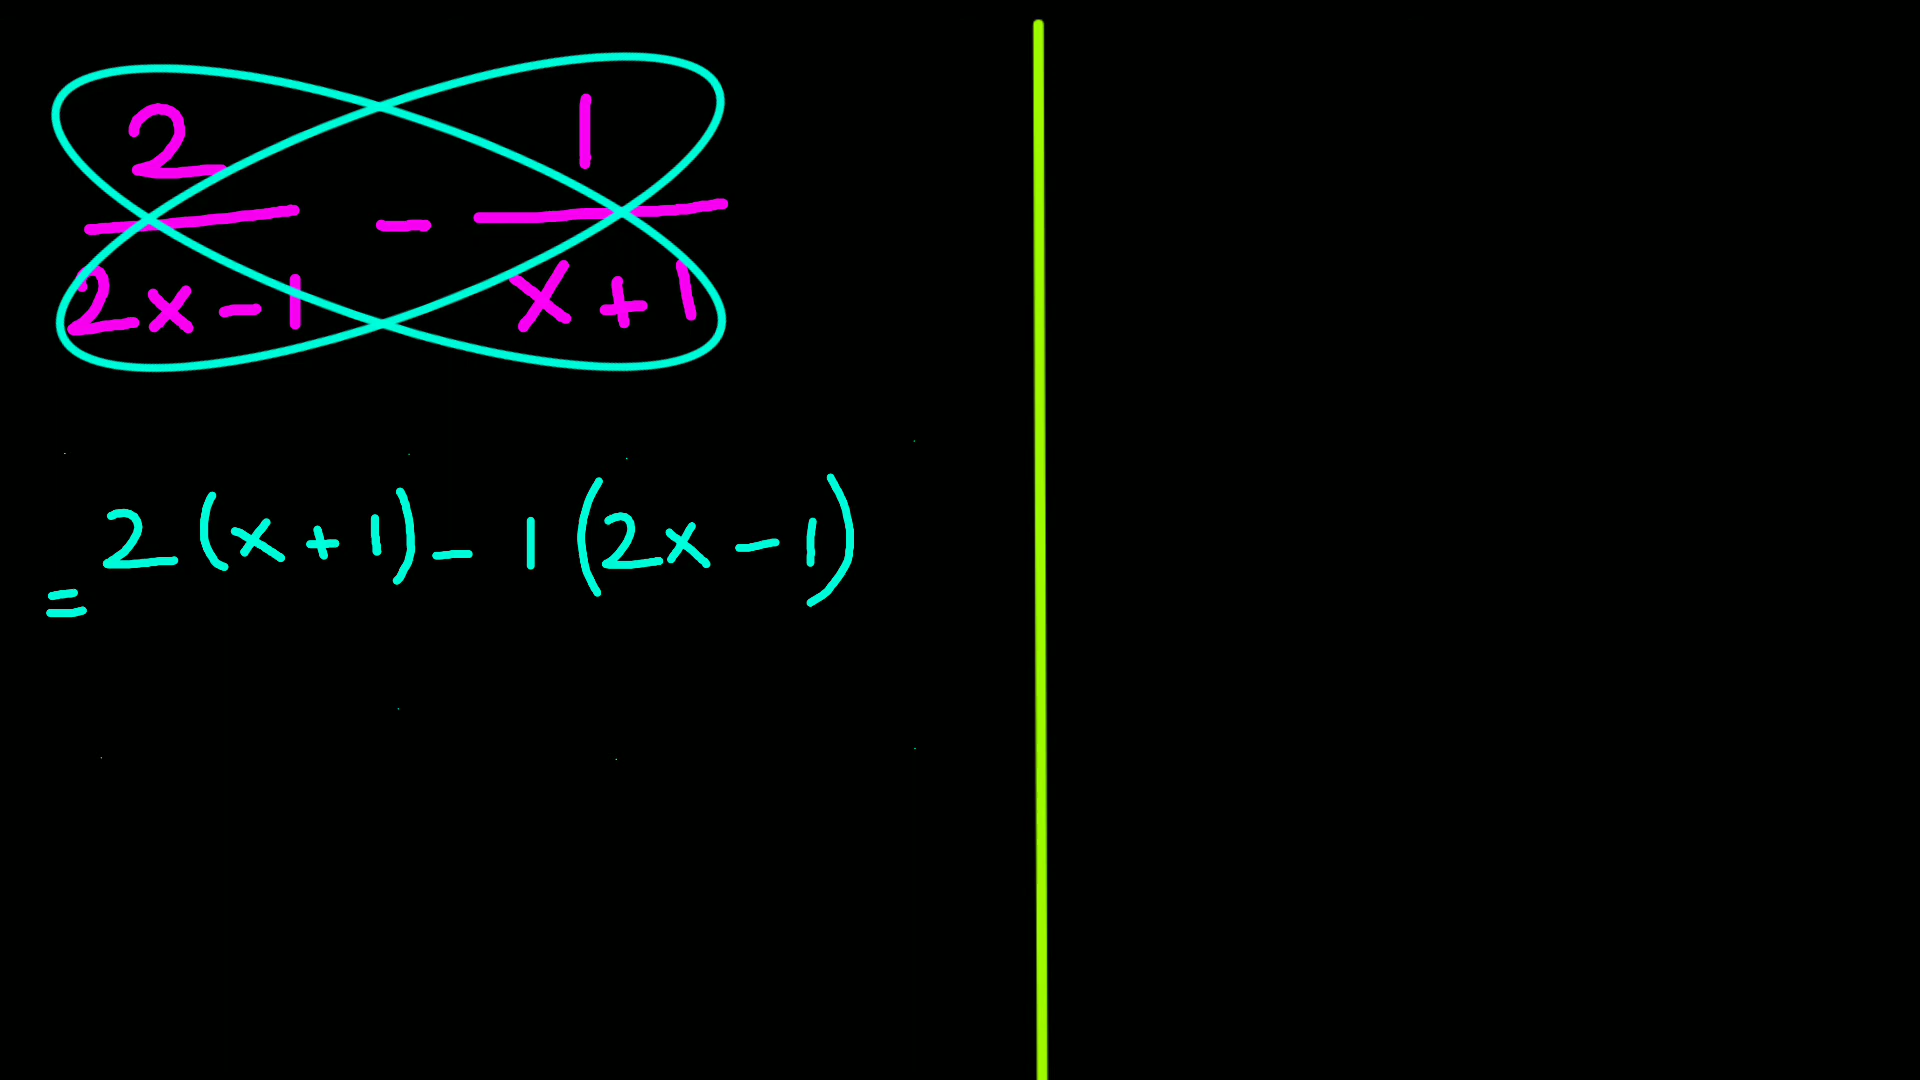 2 1
- 
2x - 1 x + 1
= 2 (x + 1) - 1 (2x - 1)